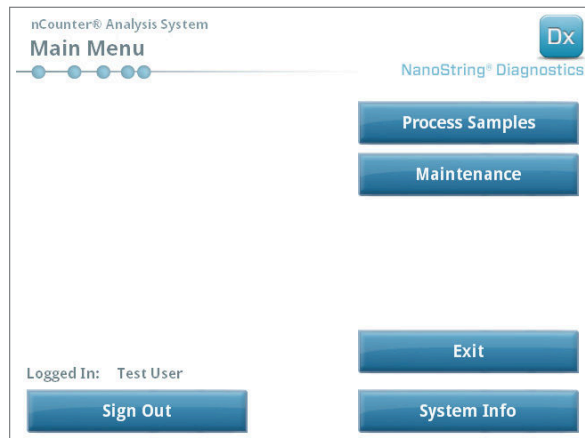 nCounter® Analysis System
Main Menu
Dx
NanoString® Diagnostics
Process Samples
Maintenance
Exit
Logged In: Test User
Sign Out
System Info